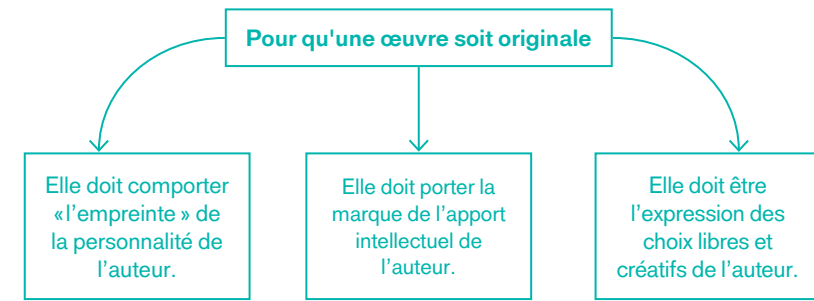 Pour qu'une œuvre soit originale
Elle doit comporter
«l’empreinte» de
la personnalité de
l’auteur.
Elle doit porter la
marque de l’apport
intellectuel de
l’auteur.
Elle doit être
l’expression des
choix libres et
créatifs de l’auteur.